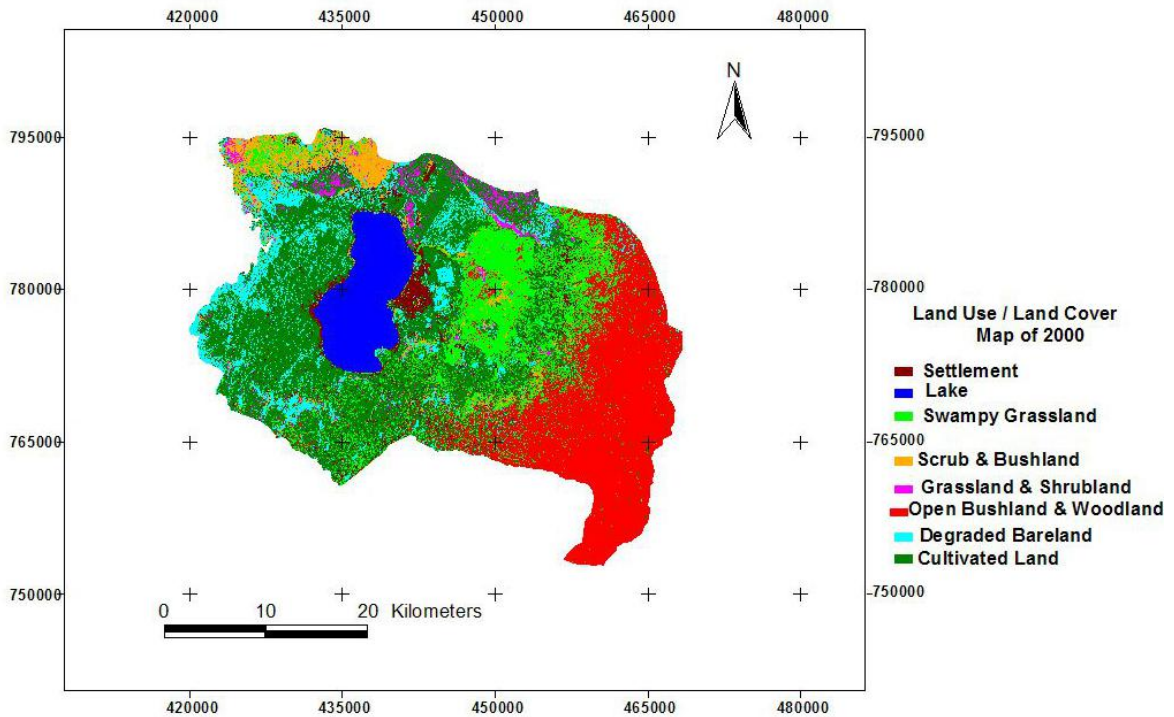 420000 435000 450000 465000 480000
N
795000 795000
780000 780000
Land Use / Land Cover
Map of 2000
Settlement
Lake
Swampy Grassland
765000 765000
Scrub & Bushland
Grassland & Shrubland
Open Bushland & Woodland
Degraded Bareland
Cultivated Land
750000 750000
0 10 20 Kilometers
420000 435000 450000 465000 480000